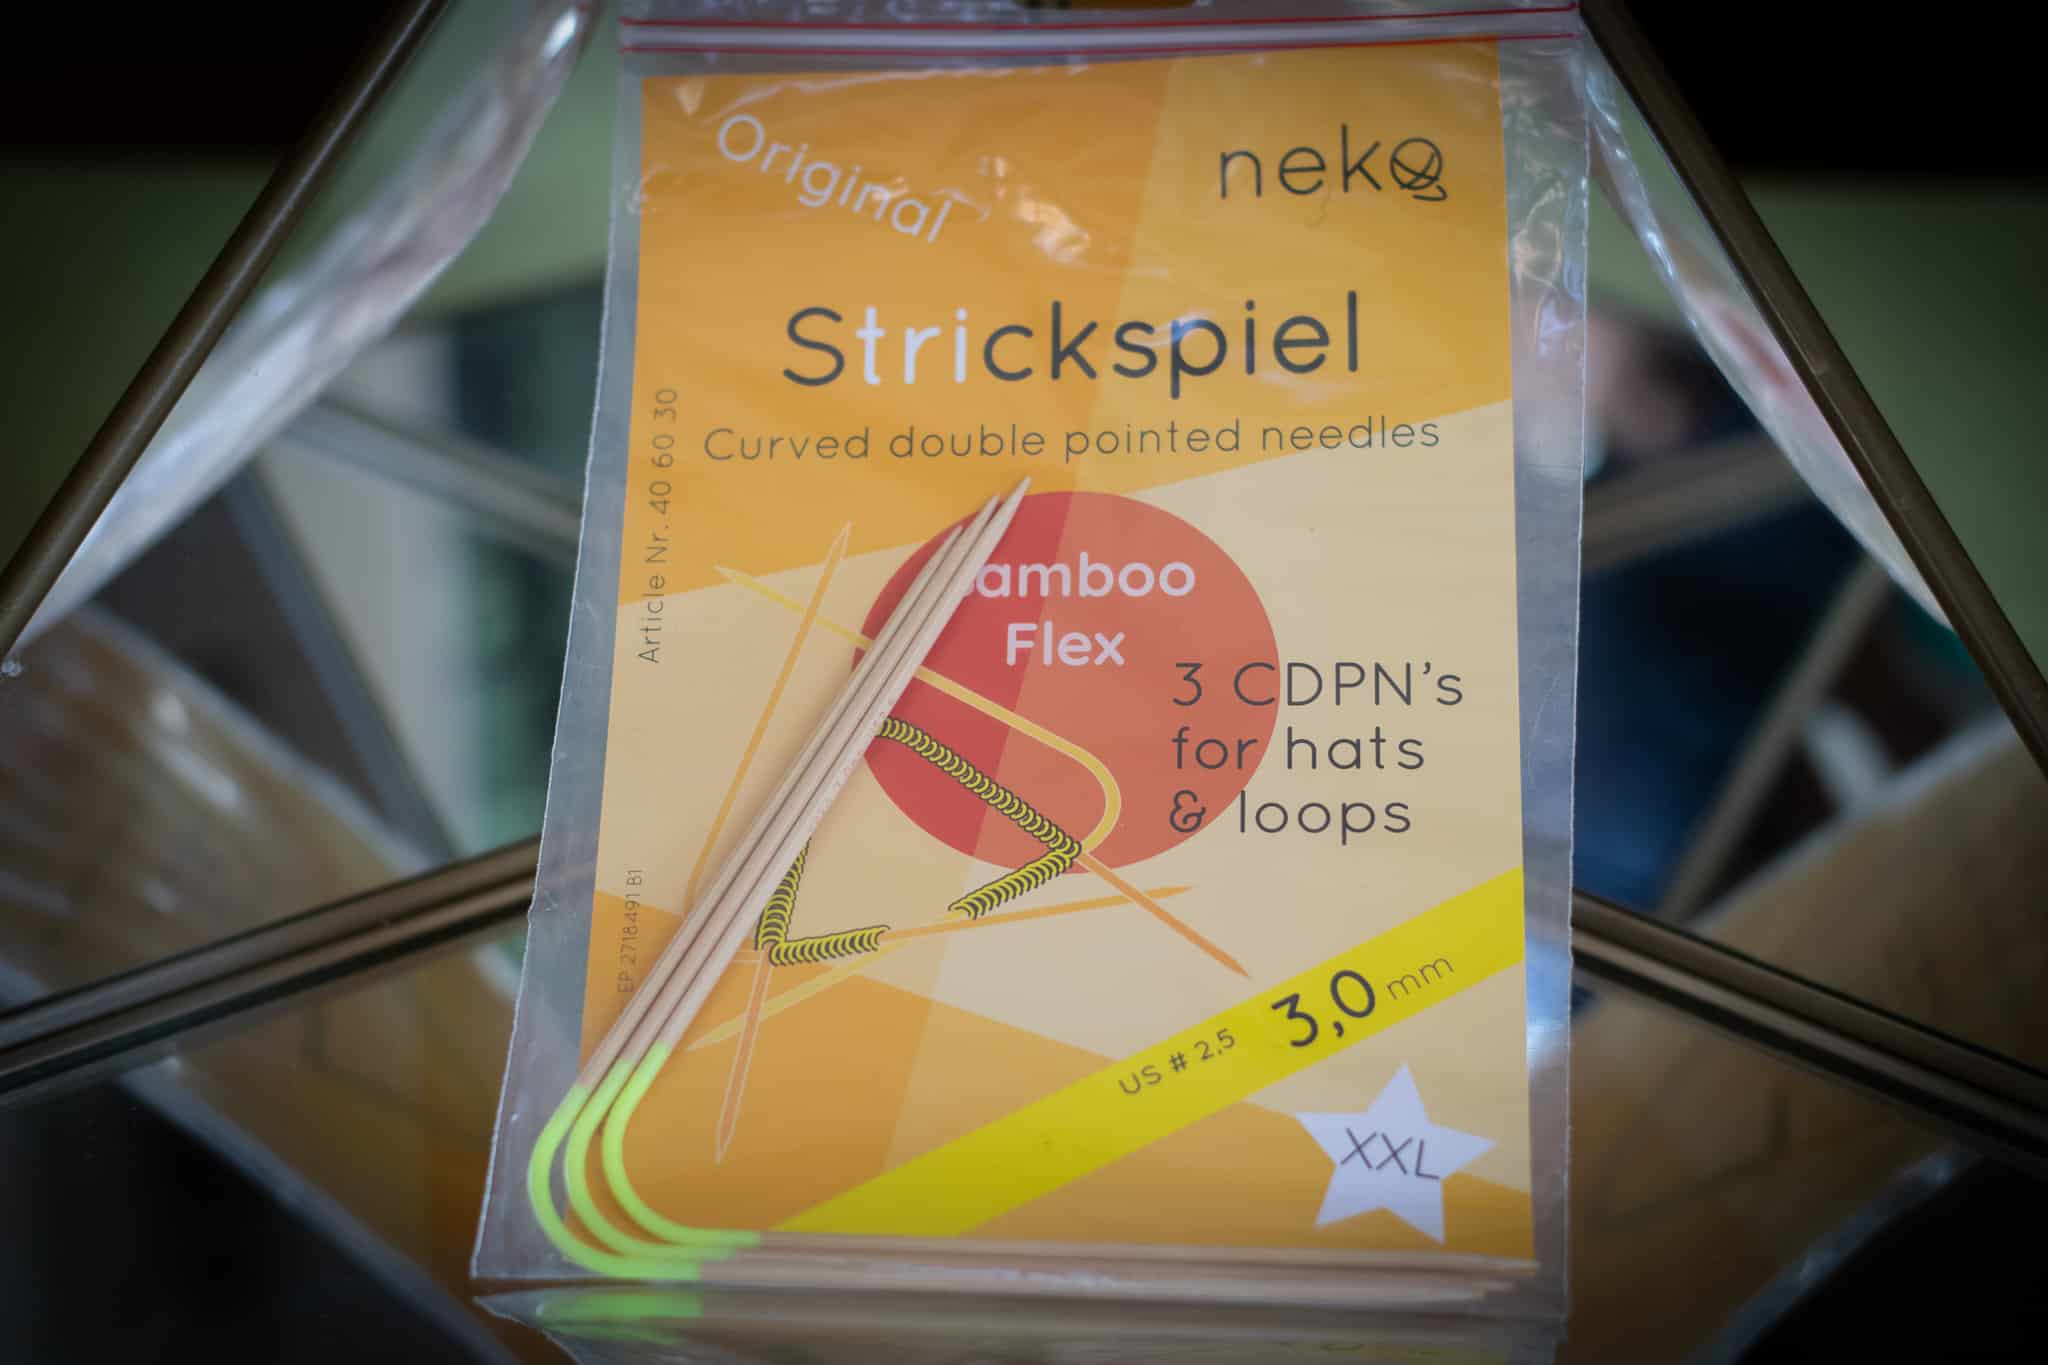 Original
neko
Strickspiel
Curved double pointed needles
Article Nr. 40 60 30
amboo
Flex
3 CDPN's
for hats
& loops
EP 2718491 B1
US # 2,5 3,0 mm
XXL